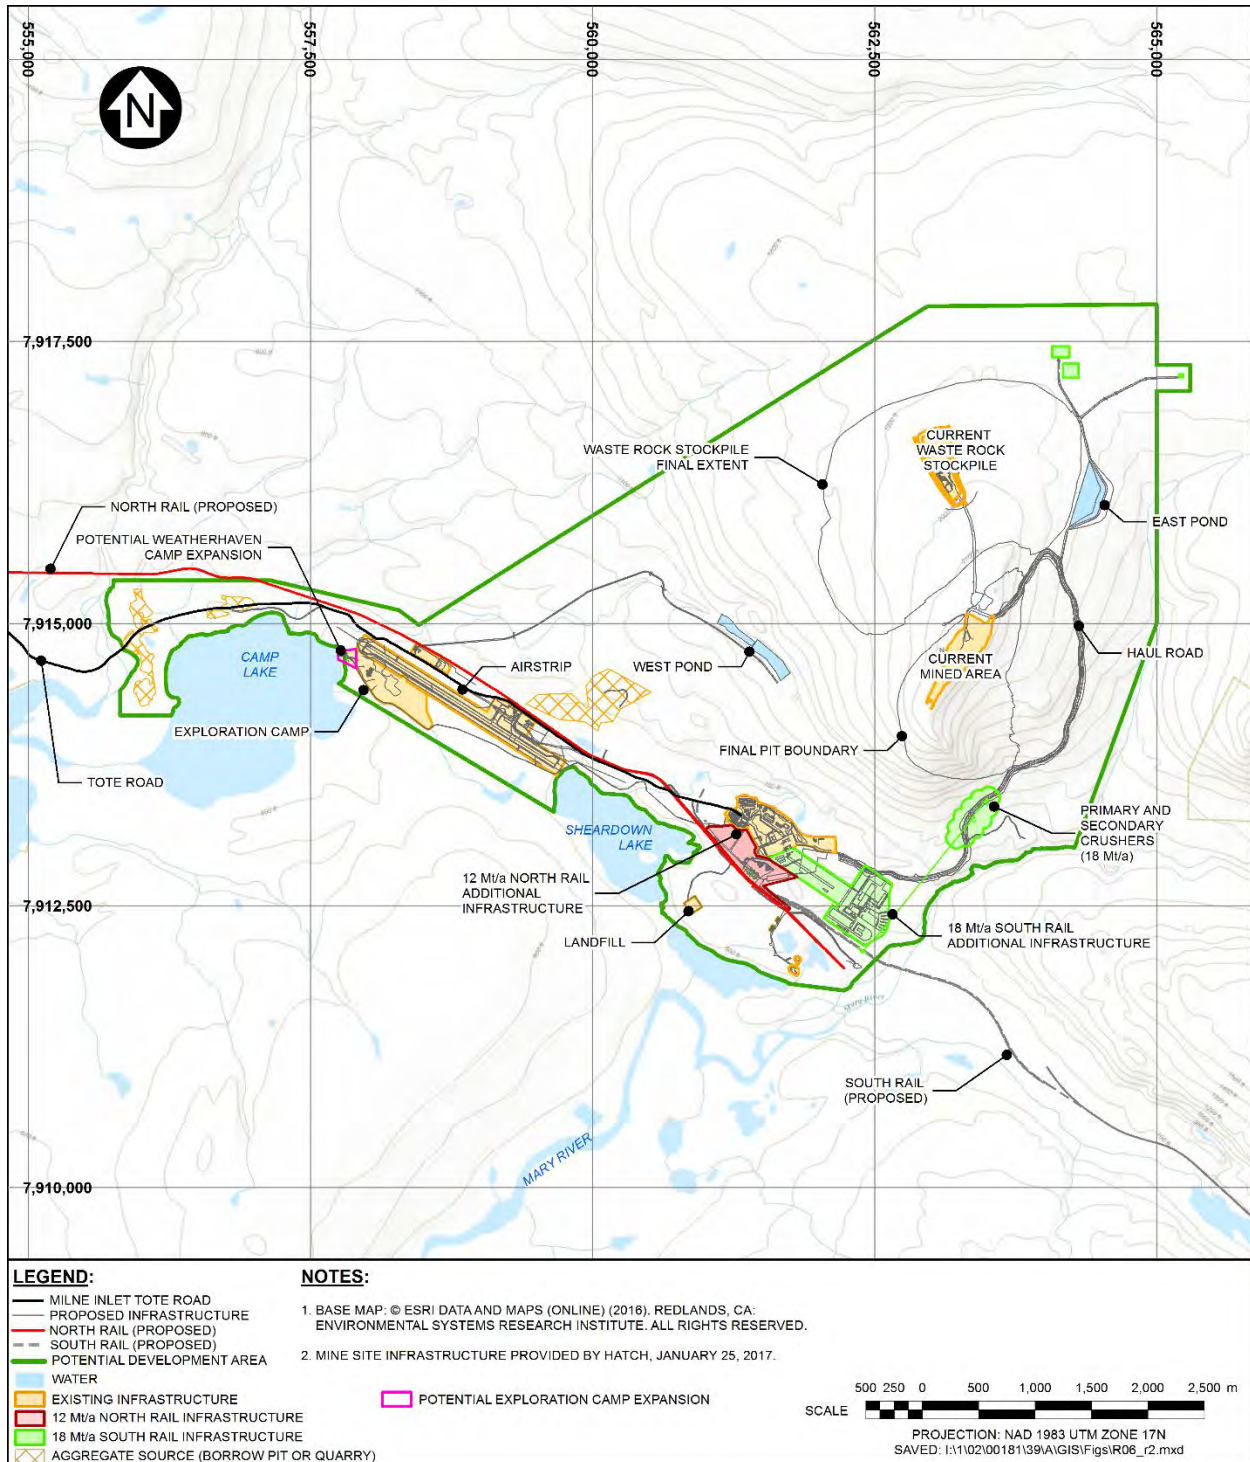 555,000
557,500
560,000
562,500
565,000
N
7,917,500
7,915,000
7,912,500
7,910,000
WASTE ROCK STOCKPILE
FINAL EXTENT
CURRENT
WASTE ROCK
STOCKPILE
EAST POND
NORTH RAIL (PROPOSED)
POTENTIAL WEATHERHAVEN
CAMP EXPANSION
CAMP
LAKE
AIRSTRIP
WEST POND
CURRENT
MINED AREA
HAUL ROAD
EXPLORATION CAMP
FINAL PIT BOUNDARY
TOTE ROAD
SHEARDOWN
LAKE
PRIMARY AND
SECONDARY
CRUSHERS
(18 Mt/a)
12 Mt/a NORTH RAIL
ADDITIONAL
INFRASTRUCTURE
LANDFILL
18 Mt/a SOUTH RAIL
ADDITIONAL INFRASTRUCTURE
Mary River
SOUTH RAIL
(PROPOSED)
MARY RIVER
LEGEND:
MILNE INLET TOTE ROAD
PROPOSED INFRASTRUCTURE
NORTH RAIL (PROPOSED)
SOUTH RAIL (PROPOSED)
POTENTIAL DEVELOPMENT AREA
WATER
EXISTING INFRASTRUCTURE
12 Mt/a NORTH RAIL INFRASTRUCTURE
18 Mt/a SOUTH RAIL INFRASTRUCTURE
AGGREGATE SOURCE (BORROW PIT OR QUARRY)
POTENTIAL EXPLORATION CAMP EXPANSION
NOTES:
1. BASE MAP: © ESRI DATA AND MAPS (ONLINE) (2016). REDLANDS, CA:
ENVIRONMENTAL SYSTEMS RESEARCH INSTITUTE. ALL RIGHTS RESERVED.
2. MINE SITE INFRASTRUCTURE PROVIDED BY HATCH, JANUARY 25, 2017.
500 250 0 500 1,000 1,500 2,000 2,500 m
SCALE
PROJECTION: NAD 1983 UTM ZONE 17N
SAVED: I:\1\02\00181\39\A\GIS\Figs\R06_r2.mxd